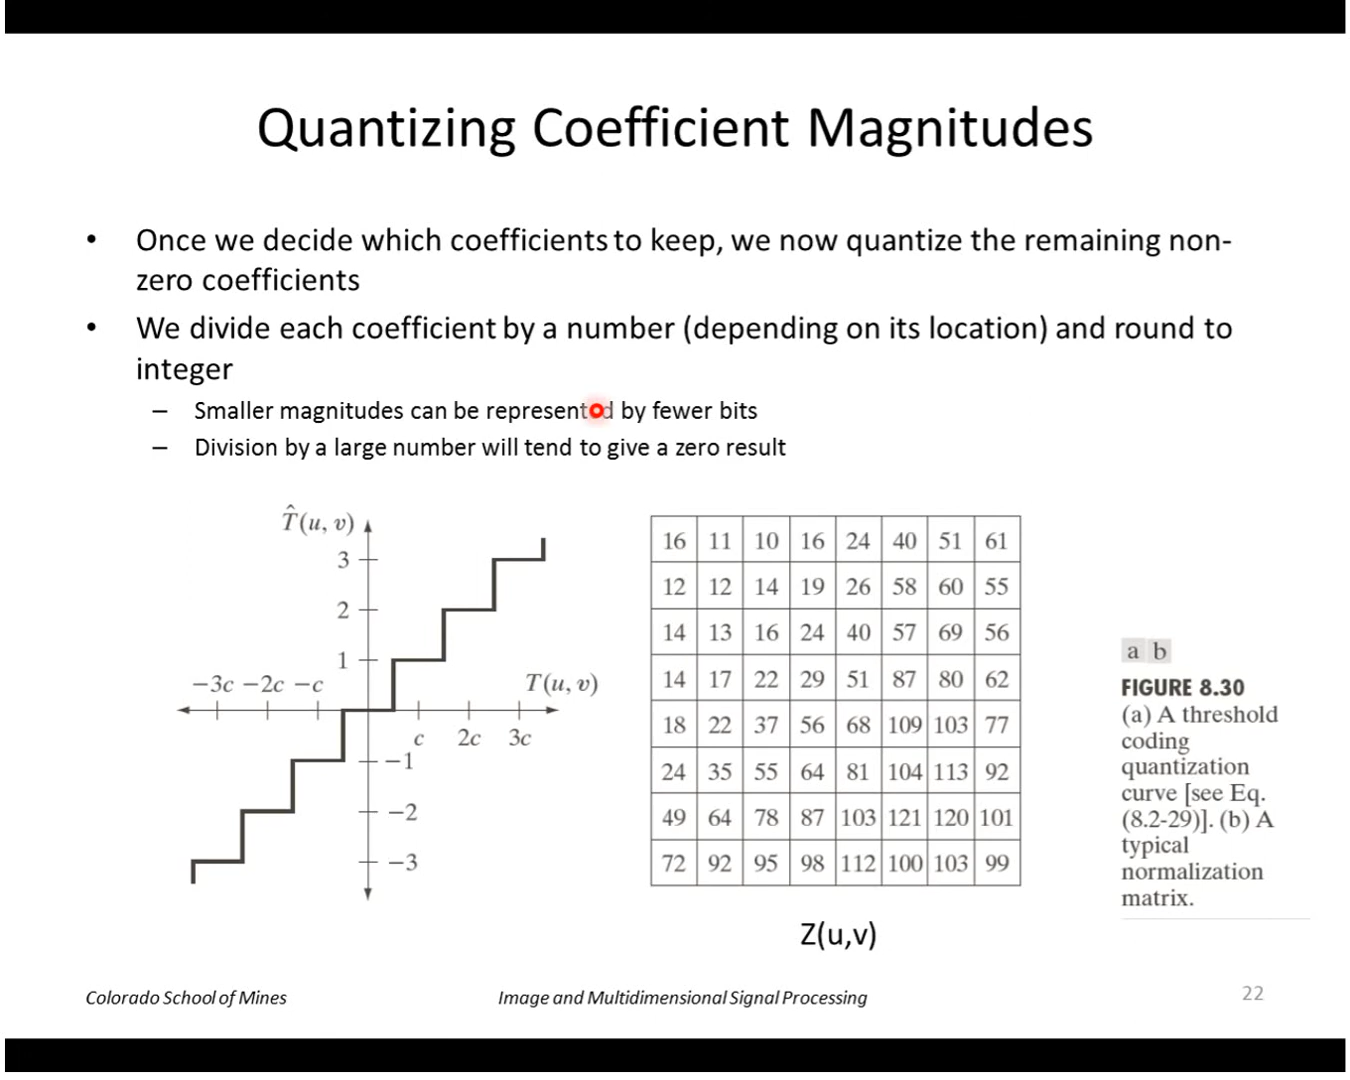 Quantizing Coefficient Magnitudes
• Once we decide which coefficients to keep, we now quantize the remaining non-
zero coefficients
• We divide each coefficient by a number (depending on its location) and round to
integer
– Smaller magnitudes can be represented by fewer bits
– Division by a large number will tend to give a zero result
T̂(u, v)
3
2
1
−3c −2c −c
T(u, v)
c 2c 3c
−1
−2
−3
16 11 10 16 24 40 51 61
12 12 14 19 26 58 60 55
14 13 16 24 40 57 69 56
14 17 22 29 51 87 80 62
18 22 37 56 68 109 103 77
24 35 55 64 81 104 113 92
49 64 78 87 103 121 120 101
72 92 95 98 112 100 103 99
Z(u,v)
a b
FIGURE 8.30
(a) A threshold
coding
quantization
curve [see Eq.
(8.2-29)]. (b) A
typical
normalization
matrix.
Colorado School of Mines
Image and Multidimensional Signal Processing
22